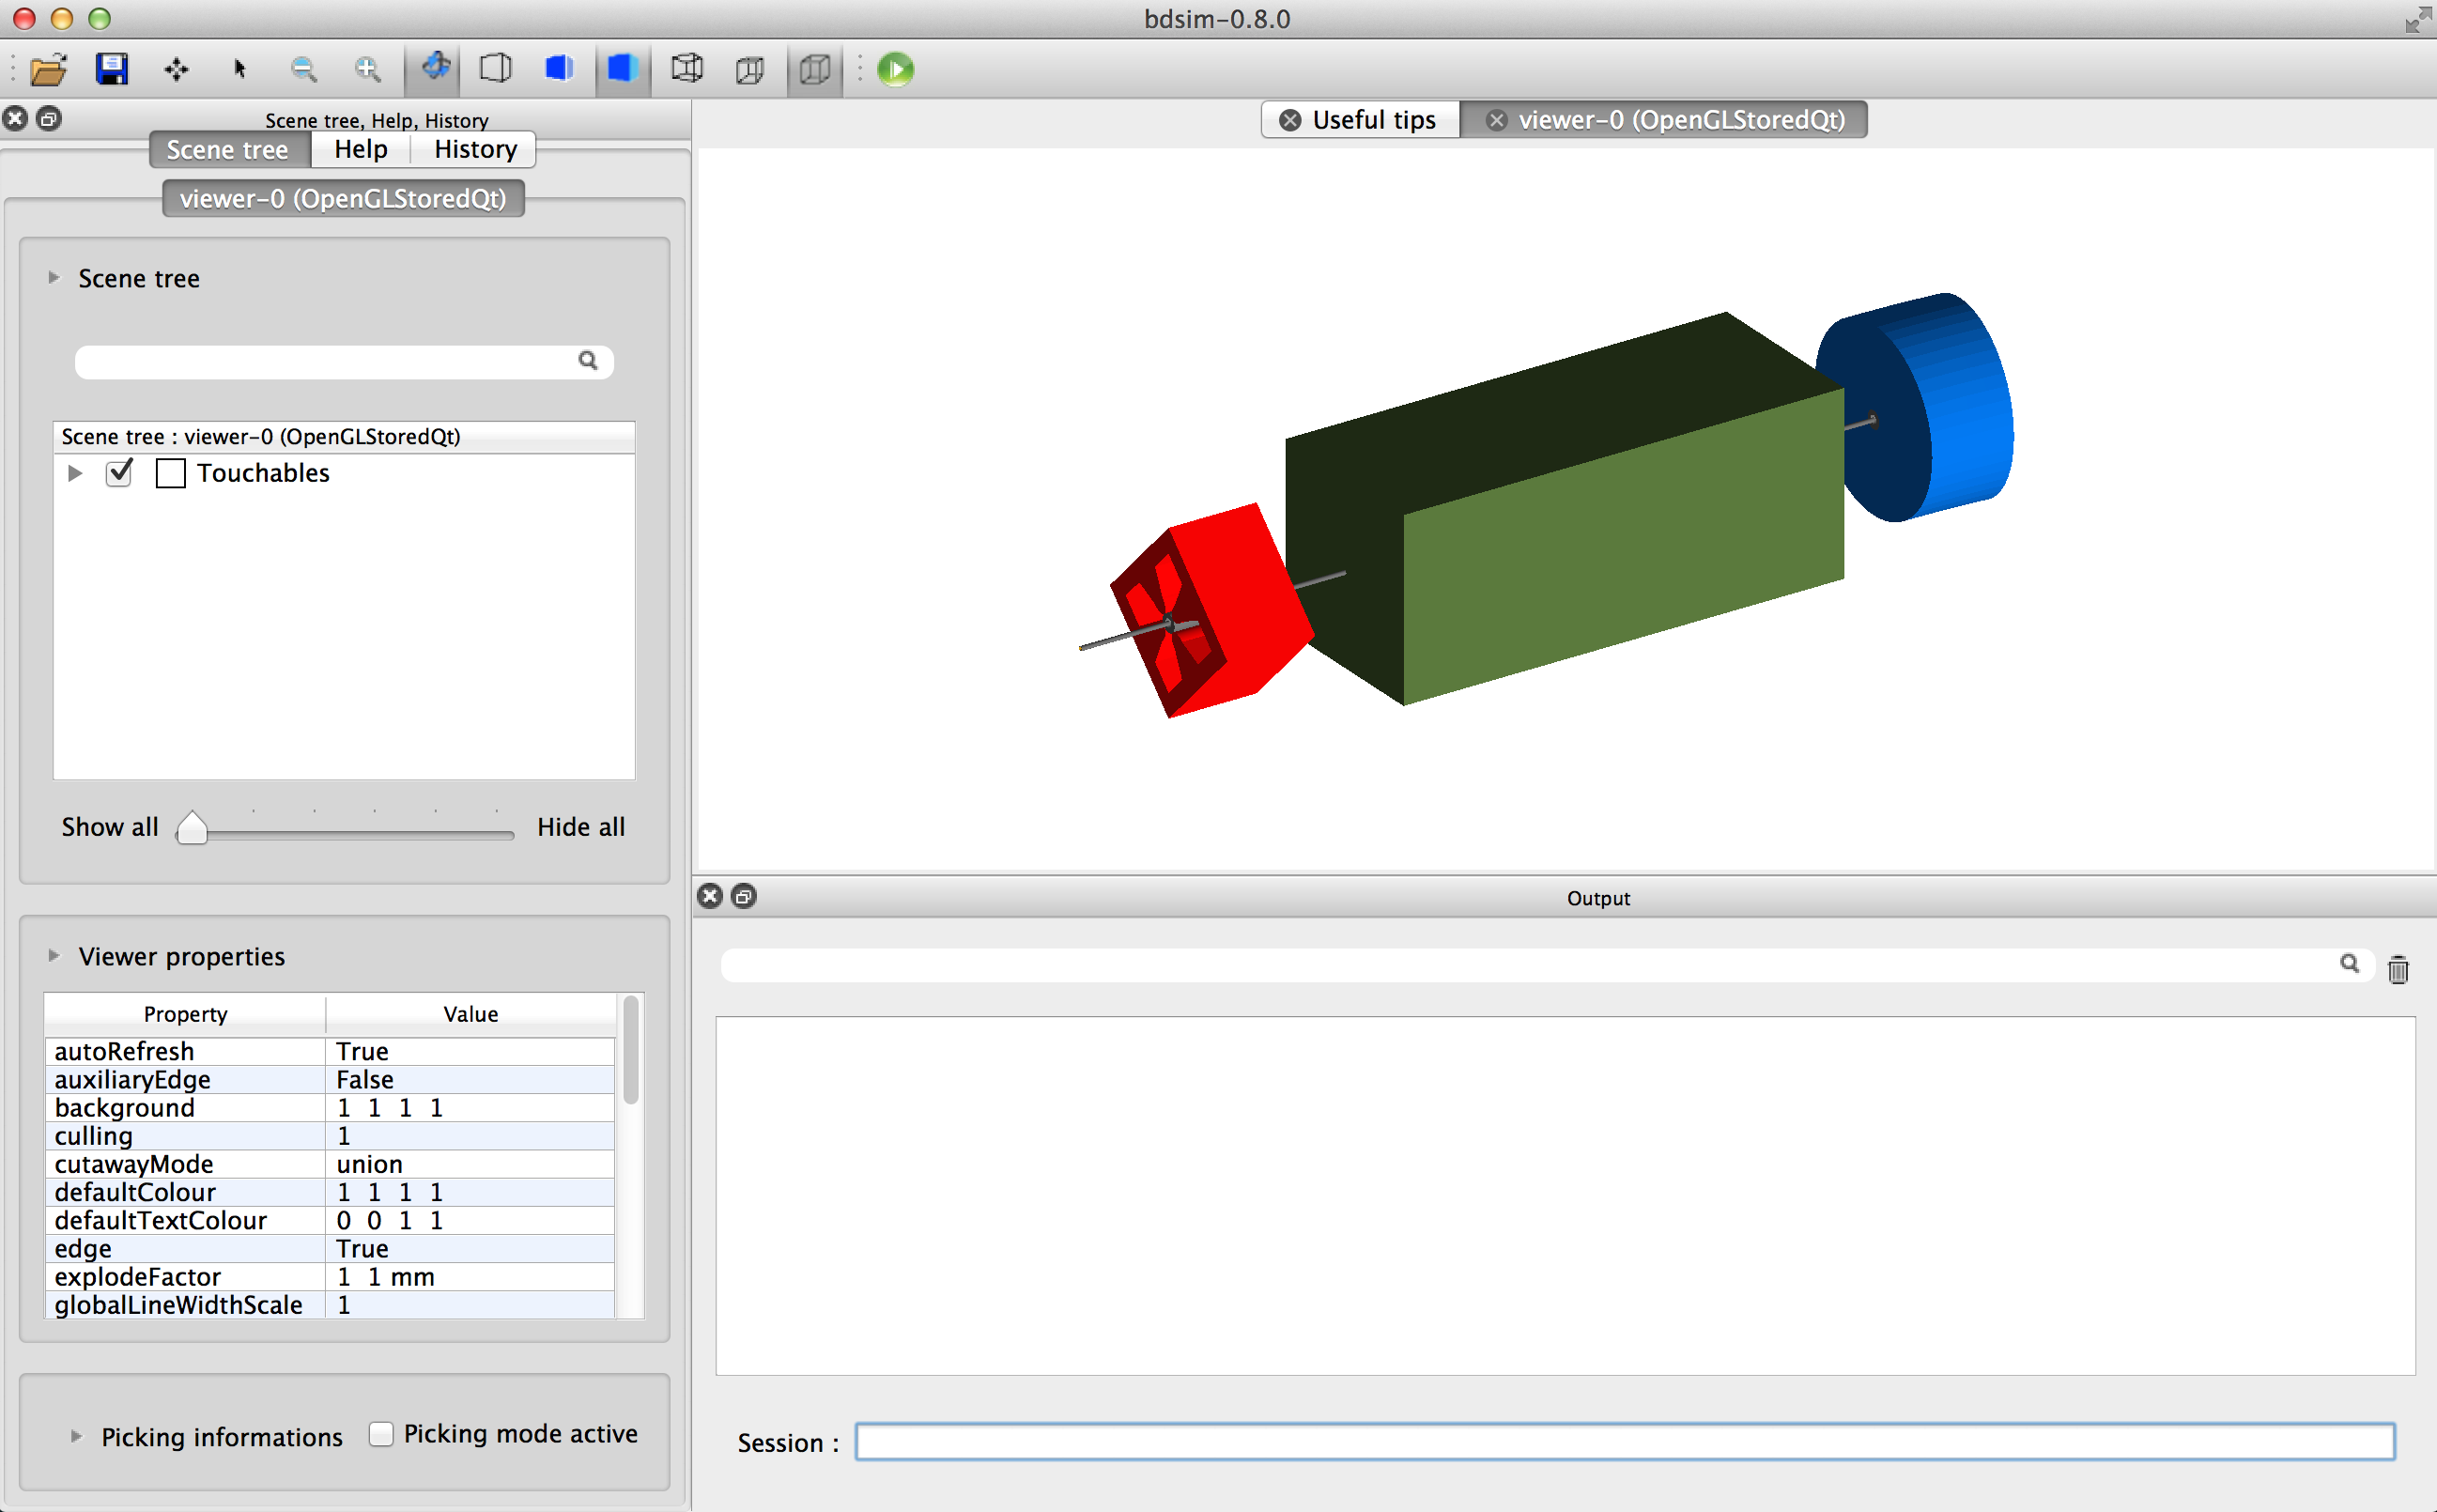 bdsim-0.8.0
Scene tree, Help, History
Scene tree Help History
viewer-0 (OpenGLStoredQt)
Scene tree
Scene tree : viewer-0 (OpenGLStoredQt)
Touchables
Show all Hide all
Viewer properties
Property Value
autoRefresh True
auxiliaryEdge False
background 1 1 1 1
culling 1
cutawayMode union
defaultColour 1 1 1 1
defaultTextColour 0 0 1 1
edge True
explodeFactor 1 1 mm
globalLineWidthScale 1
Picking informations Picking mode active
Useful tips viewer-0 (OpenGLStoredQt)
Output
Session :